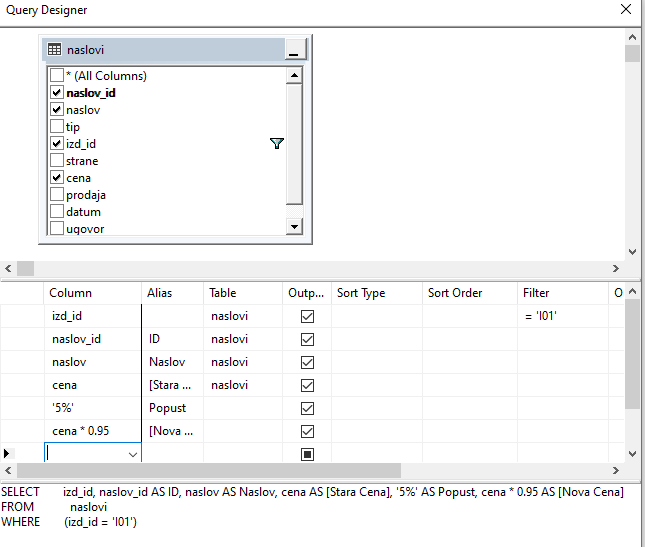 Query Designer
naslovi
* (All Columns)
naslov_id
naslov
tip
izd_id
strane
cena
prodaja
datum
ugovor
Column Alias Table Outp... Sort Type Sort Order Filter O
izd_id naslovi = 'I01'
naslov_id ID naslovi
naslov Naslov naslovi
cena [Stara ... naslovi
'5%' Popust
cena * 0.95 [Nova ...
SELECT izd_id, naslov_id AS ID, naslov AS Naslov, cena AS [Stara Cena], '5%' AS Popust, cena * 0.95 AS [Nova Cena]
FROM naslovi
WHERE (izd_id = 'I01')